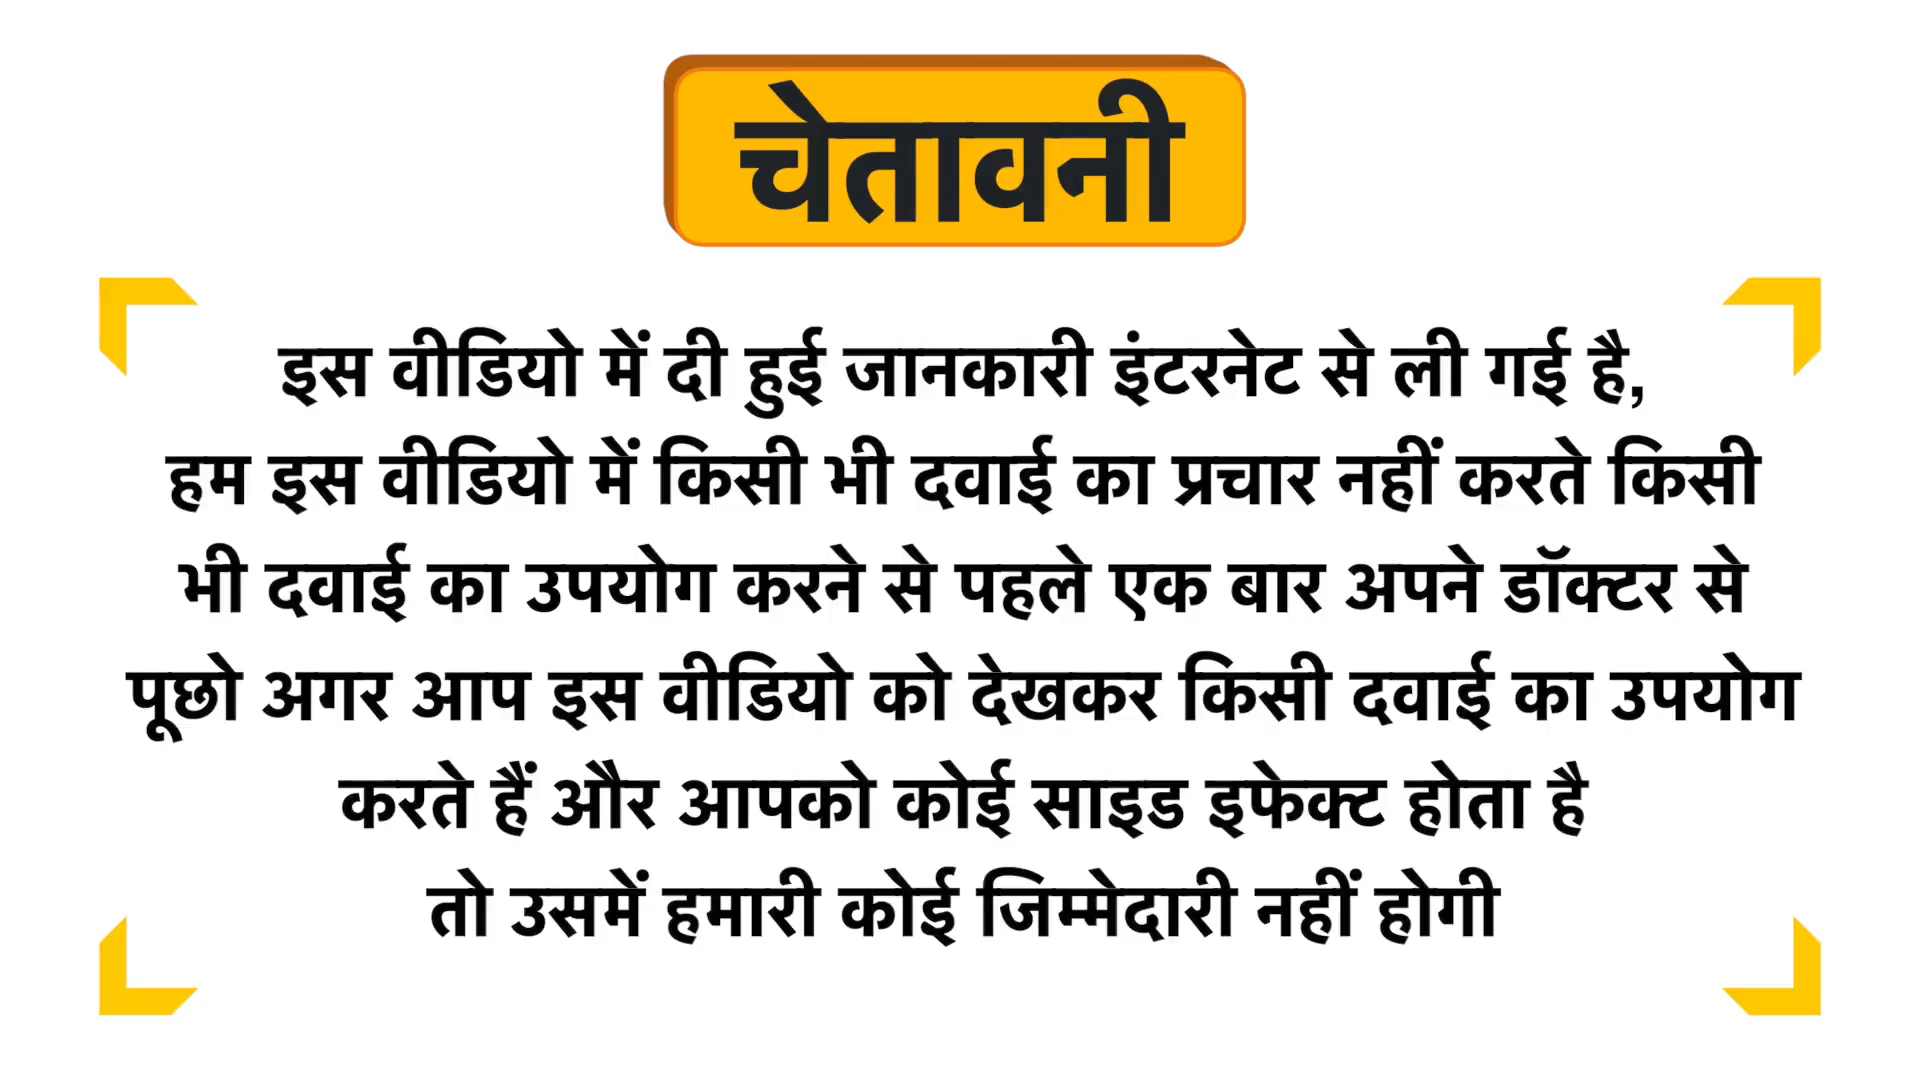 चेतावनी
इस वीडियो में दी हुई जानकारी इंटरनेट से ली गई है,
हम इस वीडियो में किसी भी दवाई का प्रचार नहीं करते किसी
भी दवाई का उपयोग करने से पहले एक बार अपने डॉक्टर से
पूछो अगर आप इस वीडियो को देखकर किसी दवाई का उपयोग
करते हैं और आपको कोई साइड इफेक्ट होता है
तो उसमें हमारी कोई जिम्मेदारी नहीं होगी